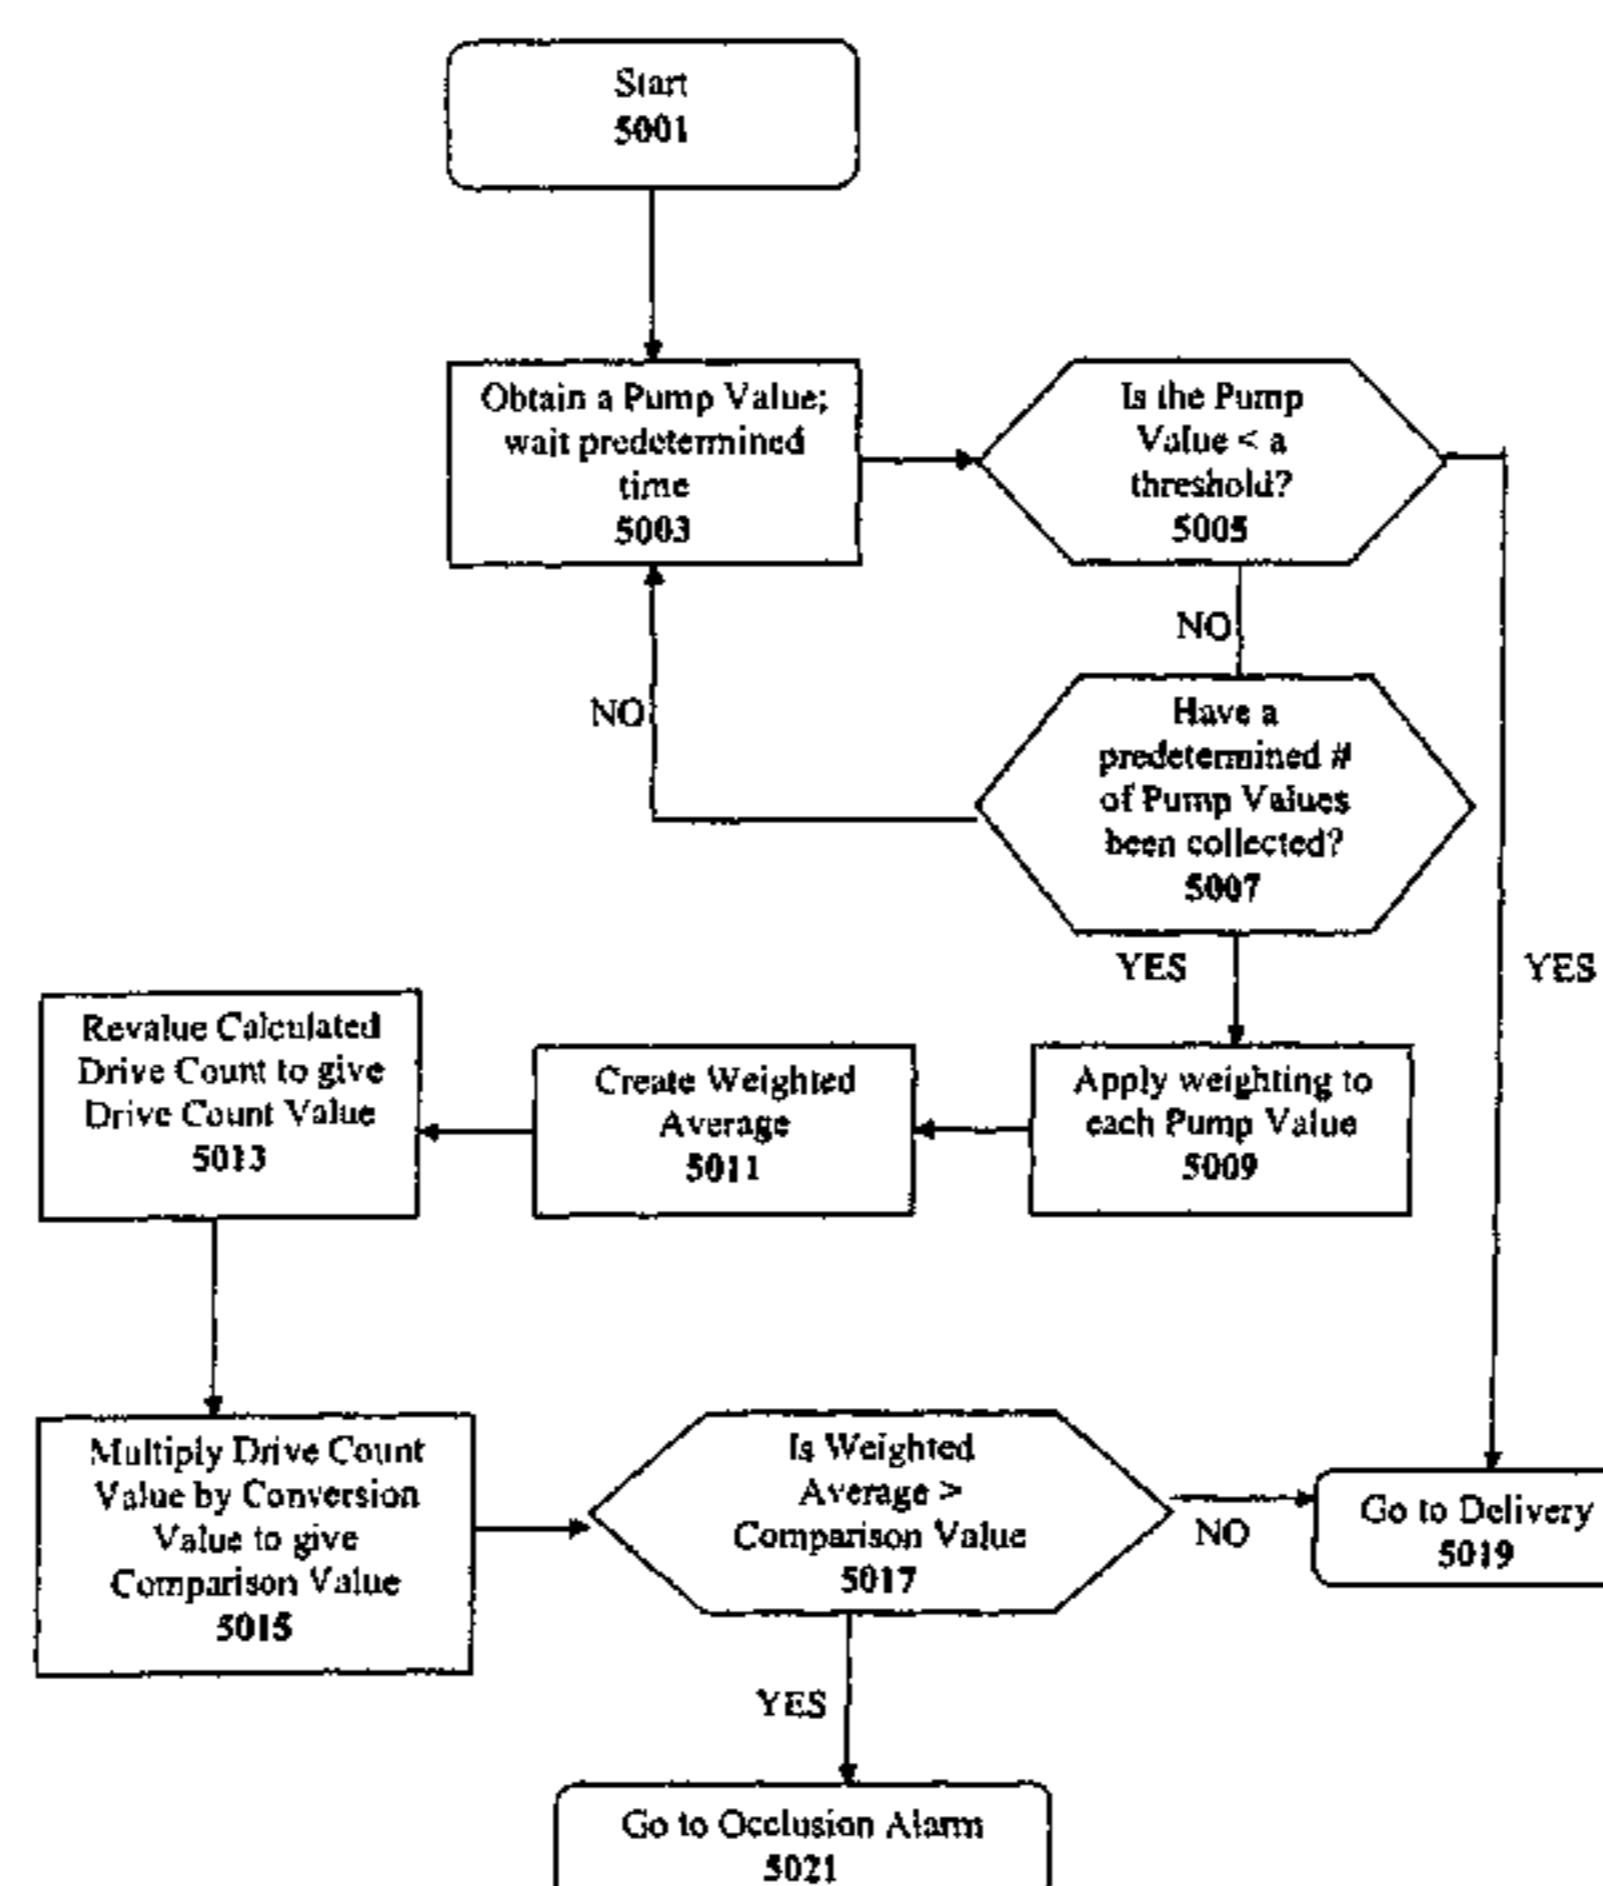 Start
5001
Obtain a Pump Value;
wait predetermined
time
5003
Is the Pump
Value < a
threshold?
5005
NO
NO
Have a
predetermined #
of Pump Values
been collected?
5007
YES
YES
Revalue Calculated
Drive Count to give
Drive Count Value
5013
Create Weighted
Average
5011
Apply weighting to
each Pump Value
5009
Multiply Drive Count
Value by Conversion
Value to give
Comparison Value
5015
Is Weighted
Average >
Comparison Value
5017
NO
Go to Delivery
5019
YES
Go to Occlusion Alarm
5021